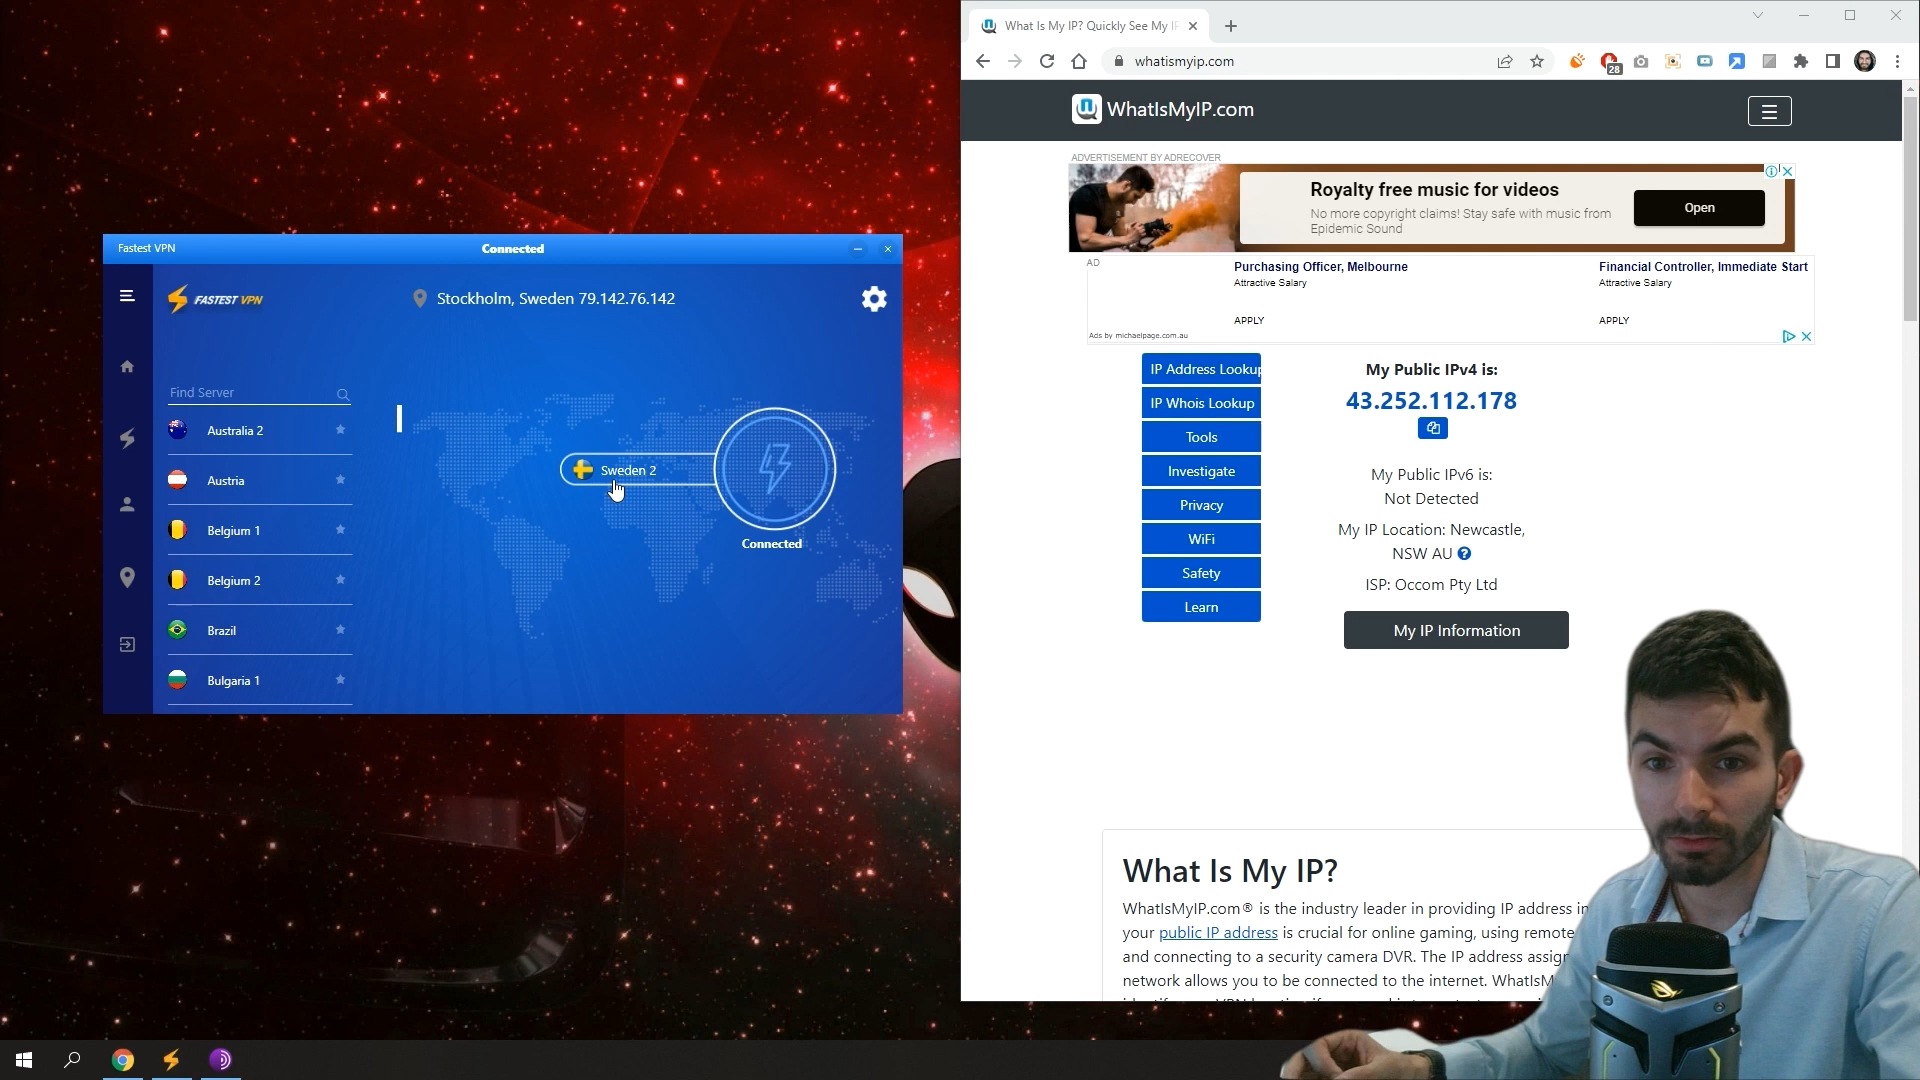 Fastest VPN
Connected
FASTEST VPN
Stockholm, Sweden 79.142.76.142
Find Server
Australia 2
Austria
Belgium 1
Belgium 2
Brazil
Bulgaria 1
Sweden 2
Connected
What Is My IP? Quickly See My
whatismyip.com
28
WhatIsMyIP.com
ADVERTISEMENT BY ADRECOVER
Royalty free music for videos
No more copyright claims! Stay safe with music from
Epidemic Sound
Open
AD
Purchasing Officer, Melbourne
Attractive Salary
APPLY
Financial Controller, Immediate Start
Attractive Salary
APPLY
Ads by michaelpage.com.au
IP Address Lookup
IP Whois Lookup
Tools
Investigate
Privacy
WiFi
Safety
Learn
My Public IPv4 is:
43.252.112.178
My Public IPv6 is:
Not Detected
My IP Location: Newcastle,
NSW AU
ISP: Occom Pty Ltd
My IP Information
What Is My IP?
WhatIsMyIP.com® is the industry leader in providing IP address
your public IP address is crucial for online gaming, using remote
and connecting to a security camera DVR. The IP address
network allows you to be connected to the internet.